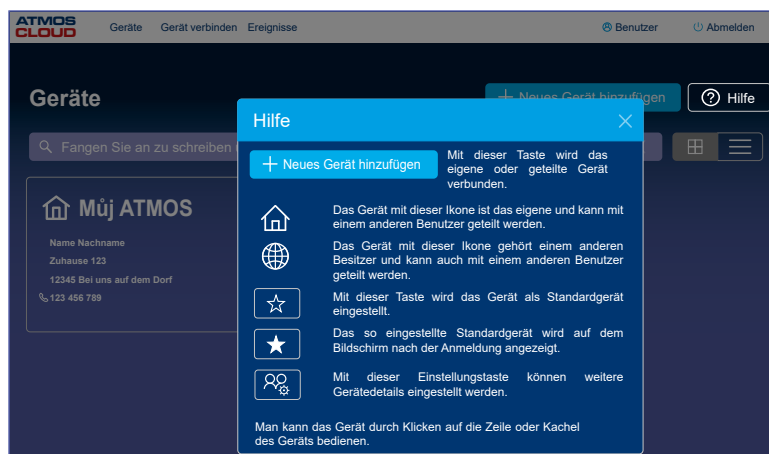 ATMOS
CLOUD
Geräte Gerät verbinden Ereignisse Benutzer Abmelden
Geräte
Neues Gerät hinzufügen
Hilfe
Fangen Sie an zu schreiben
Můj ATMOS
Name Nachname
Zuhause 123
12345 Bei uns auf dem Dorf
123 456 789
Hilfe
Neues Gerät hinzufügen
Mit dieser Taste wird das
eigene oder geteilte Gerät
verbunden.
Das Gerät mit dieser Ikone ist das eigene und kann mit
einem anderen Benutzer geteilt werden.
Das Gerät mit dieser Ikone gehört einem anderen
Besitzer und kann auch mit einem anderen Benutzer
geteilt werden.
Mit dieser Taste wird das Gerät als Standardgerät
eingestellt.
Das so eingestellte Standardgerät wird auf dem
Bildschirm nach der Anmeldung angezeigt.
Mit dieser Einstellungstaste können weitere
Gerätedetails eingestellt werden.
Man kann das Gerät durch Klicken auf die Zeile oder Kachel
des Geräts bedienen.